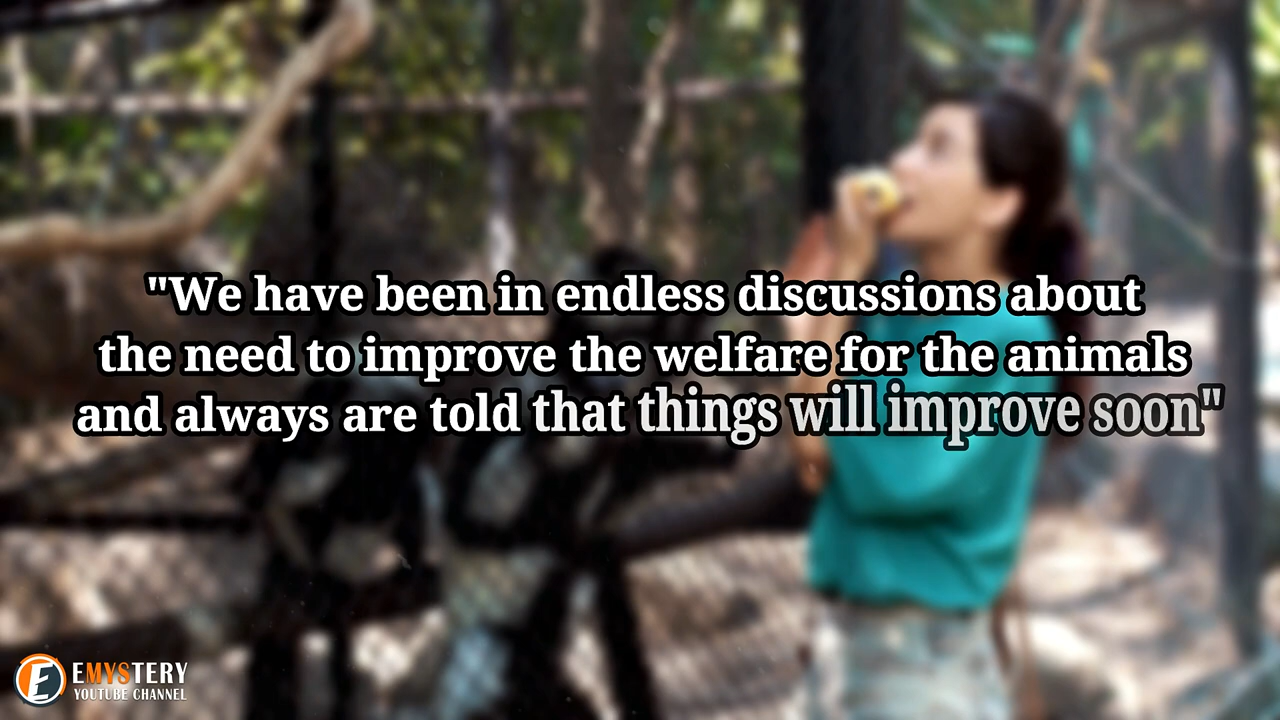 "We have been in endless discussions about
the need to improve the welfare for the animals
and always are told that things will improve soon"
E EMYSTERY
YOUTUBE CHANNEL